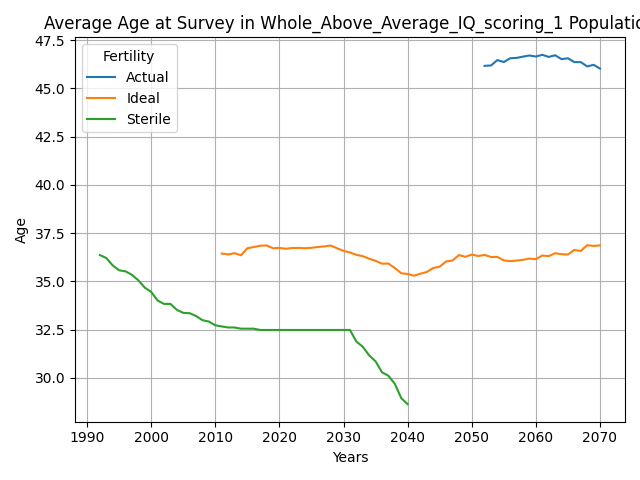 Average Age at Survey in Whole_Above_Average_IQ_scoring_1 Populatio
47.5
45.0
42.5
40.0
37.5
35.0
32.5
30.0
Age
Fertility
Actual
Ideal
Sterile
1990 2000 2010 2020 2030 2040 2050 2060 2070
Years